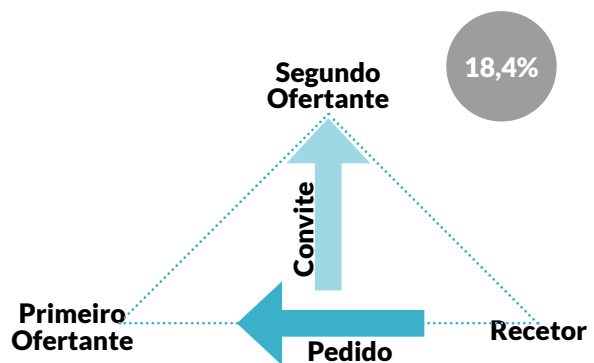 18,4%
Segundo
Ofertante
Convite
Primeiro
Ofertante
Recetor
Pedido